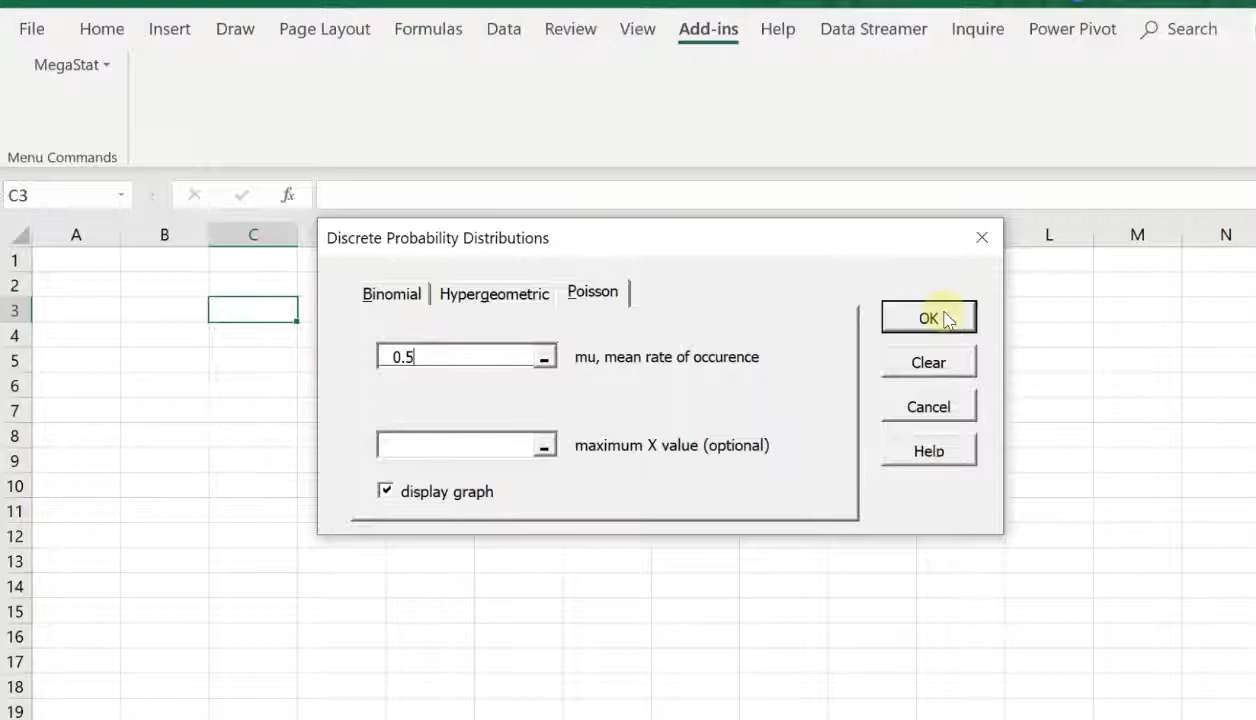 File Home Insert Draw Page Layout Formulas Data Review View Add-ins Help Data Streamer Inquire Power Pivot Search
MegaStat
Menu Commands
C3 fx
A B C L M N
Discrete Probability Distributions
Binomial Hypergeometric Poisson
0.5 mu, mean rate of occurence
maximum X value (optional)
display graph
OK
Clear
Cancel
Help
1
2
3
4
5
6
7
8
9
10
11
12
13
14
15
16
17
18
19